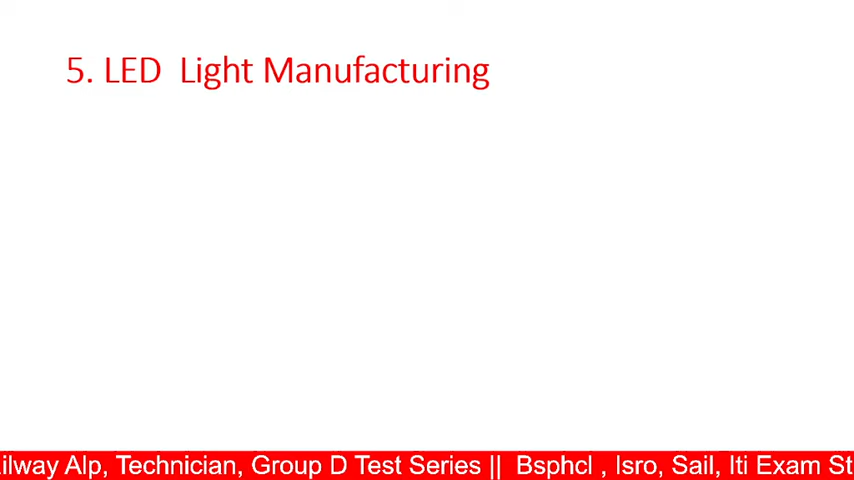 5. LED Light Manufacturing
ilway Alp, Technician, Group D Test Series || Bsphcl , Isro, Sail, Iti Exam St